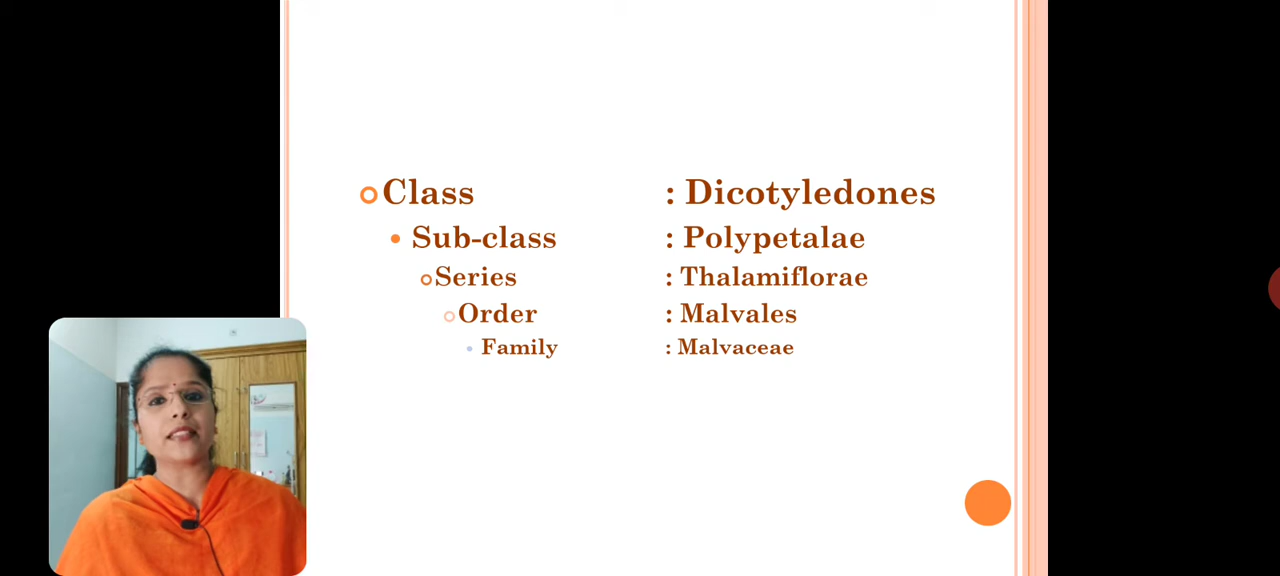 Class : Dicotyledones
Sub-class : Polypetalae
Series : Thalamiflorae
Order : Malvales
Family : Malvaceae